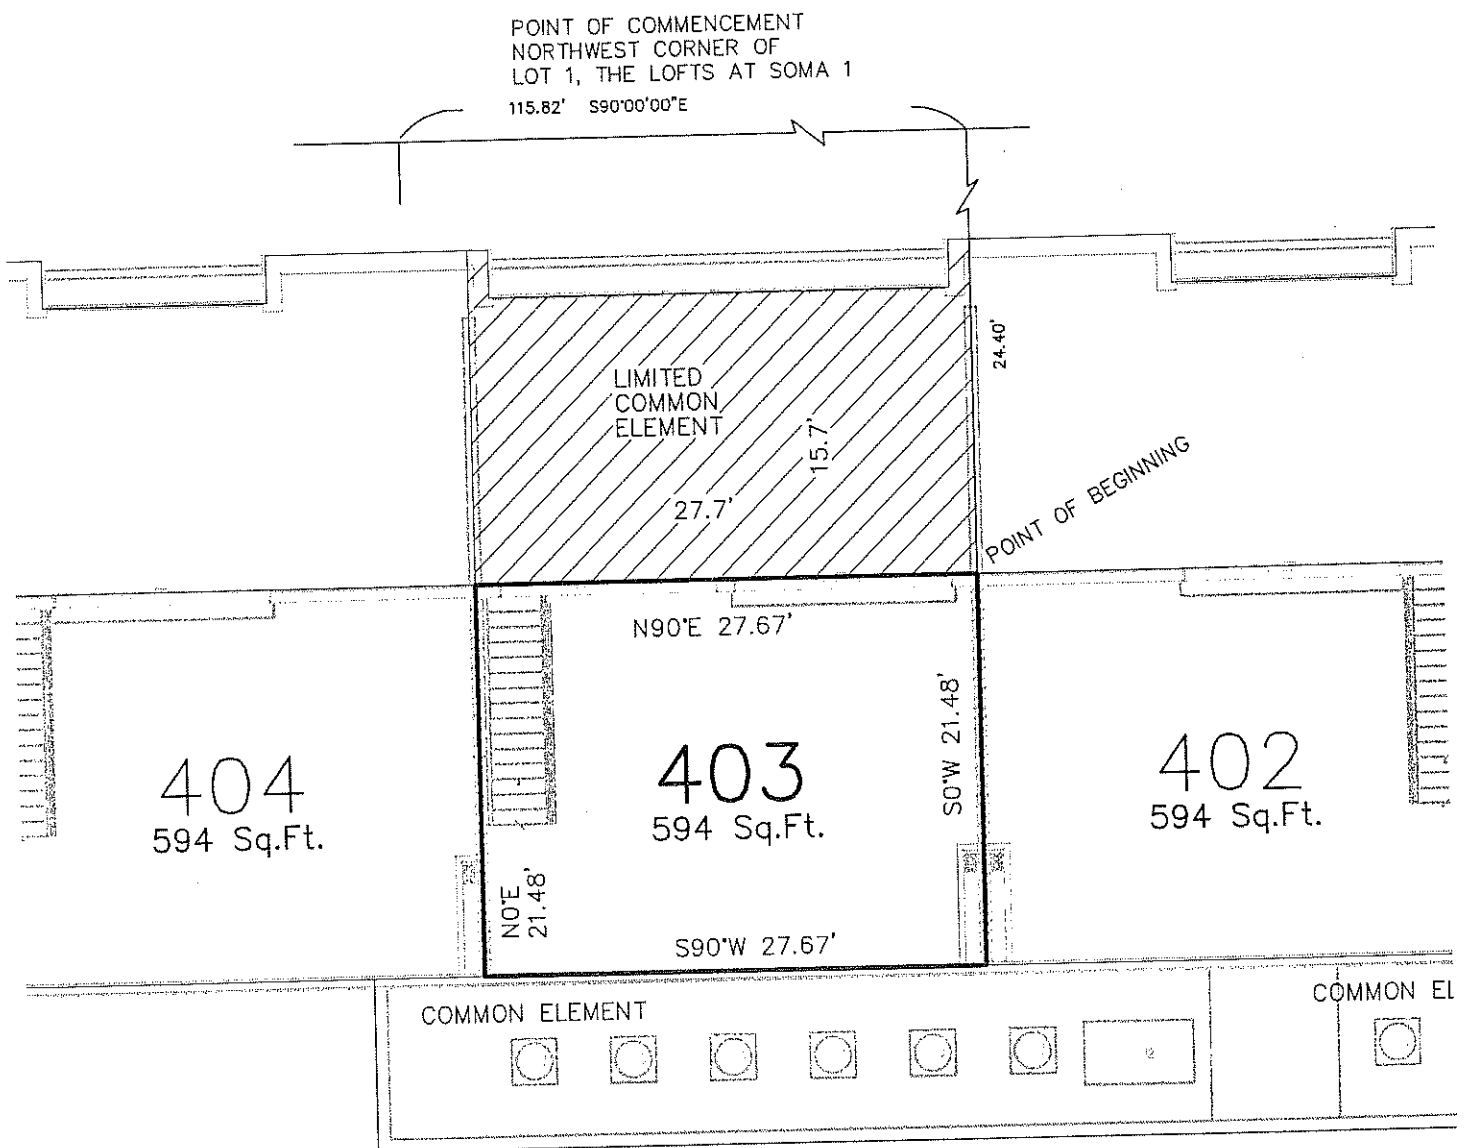 POINT OF COMMENCEMENT
NORTHWEST CORNER OF
LOT 1, THE LOFTS AT SOMA 1
115.82' S90°00'00"E
24.40'
LIMITED
COMMON
ELEMENT
15.7'
27.7'
POINT OF BEGINNING
N90°E 27.67'
S0°W 21.48'
404
594 Sq.Ft.
403
594 Sq.Ft.
402
594 Sq.Ft.
N0°E
21.48'
S90°W 27.67'
COMMON ELEMENT
COMMON EL
12